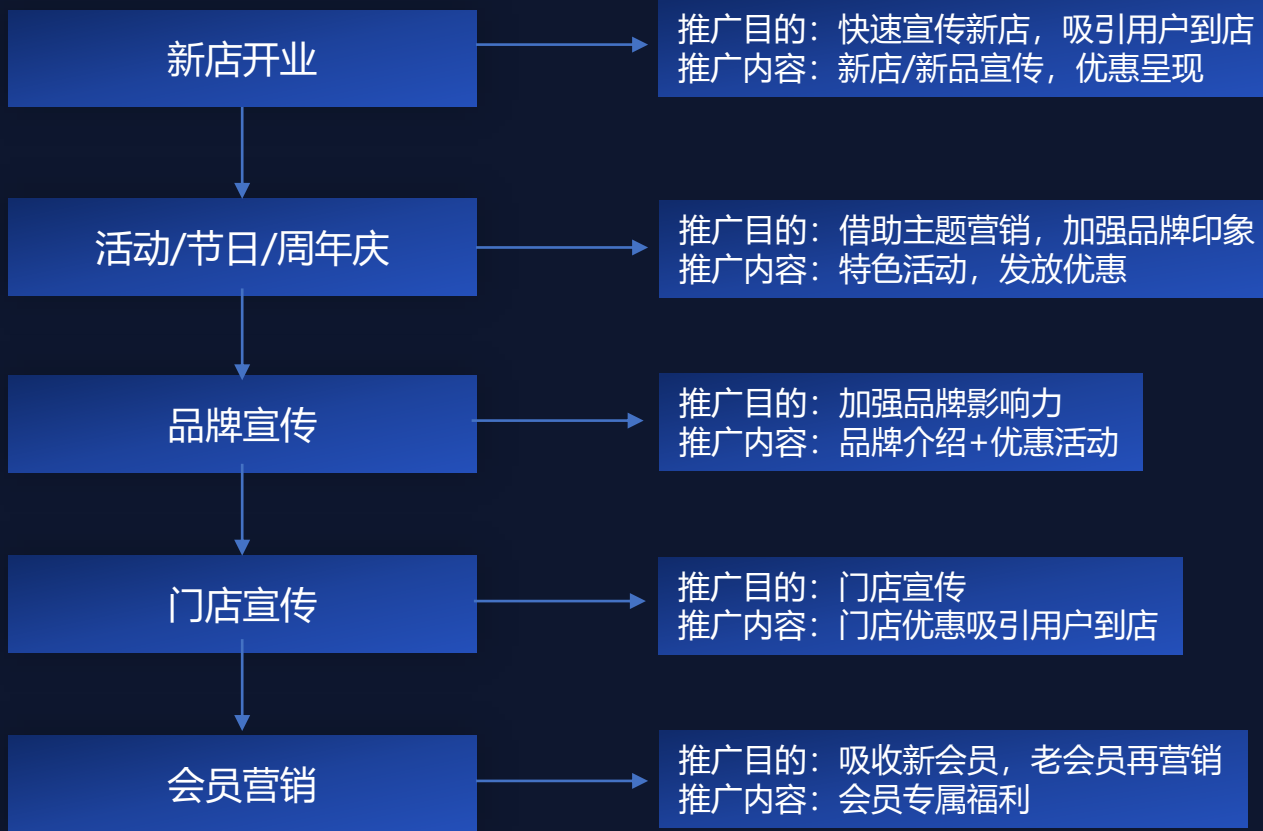 新店开业
推广目的：快速宣传新店，吸引用户到店
推广内容：新店/新品宣传，优惠呈现
活动/节日/周年庆
推广目的：借助主题营销，加强品牌印象
推广内容：特色活动，发放优惠
品牌宣传
推广目的：加强品牌影响力
推广内容：品牌介绍+优惠活动
门店宣传
推广目的：门店宣传
推广内容：门店优惠吸引用户到店
会员营销
推广目的：吸收新会员，老会员再营销
推广内容：会员专属福利